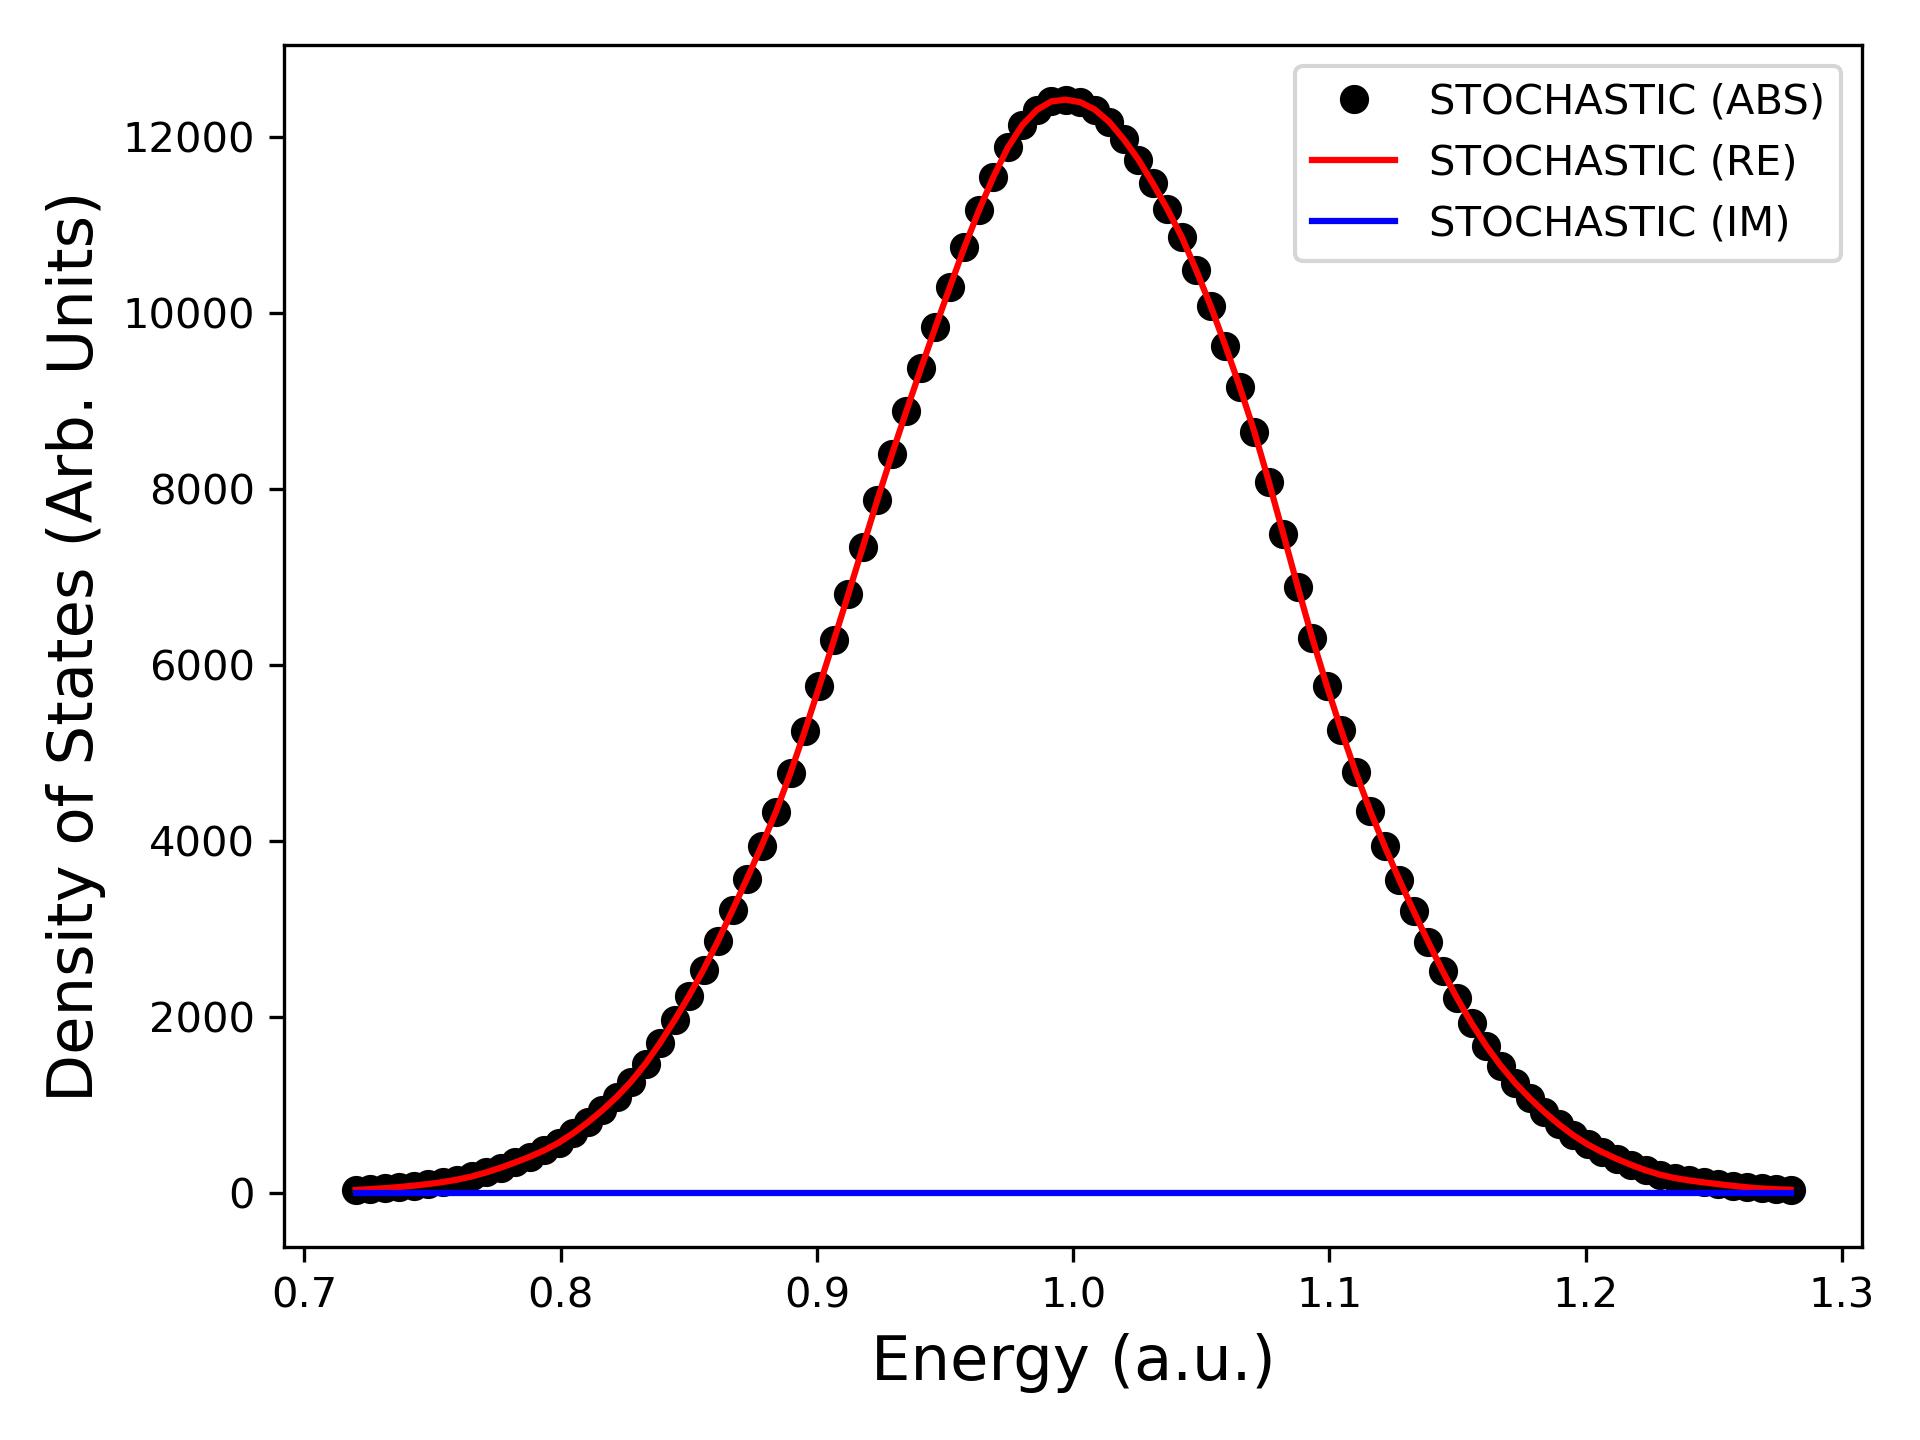 STOCHASTIC (ABS)
STOCHASTIC (RE)
STOCHASTIC (IM)
Density of States (Arb. Units)
12000
10000
8000
6000
4000
2000
0
0.7 0.8 0.9 1.0 1.1 1.2 1.3
Energy (a.u.)